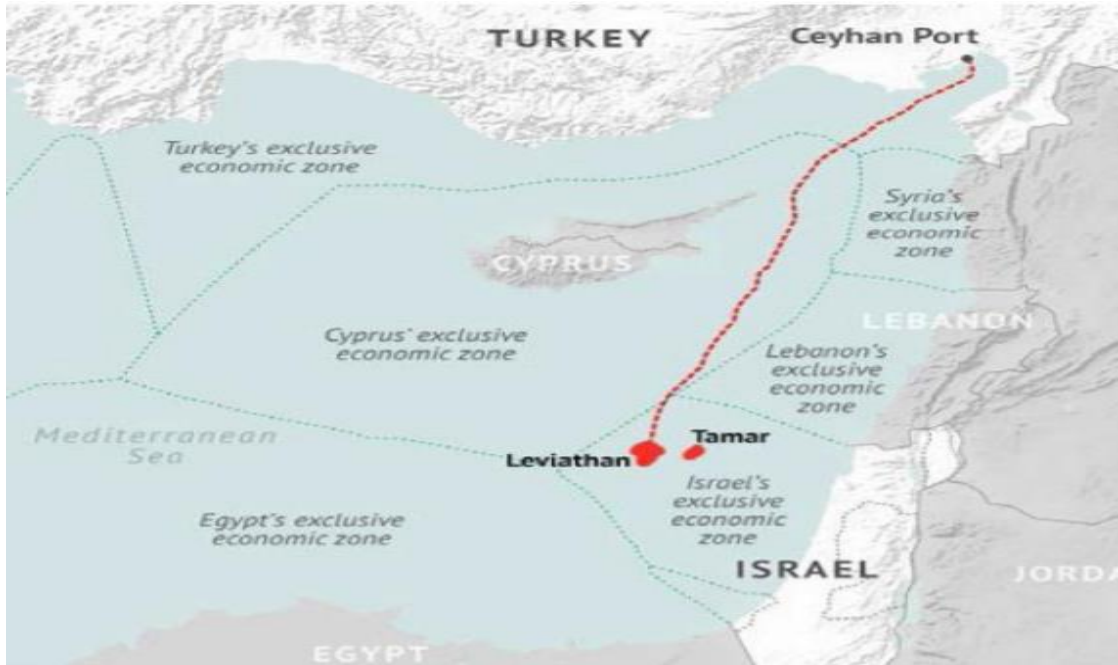 TURKEY
Ceyhan Port
Turkey's exclusive
economic zone
Syria's
exclusive
economic
zone
CYPRUS
LEBANON
Cyprus' exclusive
economic zone
Lebanon's
exclusive
economic
zone
Mediterranean
Sea
Tamar
Leviathan
Israel's
exclusive
economic
zone
Egypt's exclusive
economic zone
ISRAEL
JORDA
EGYPT